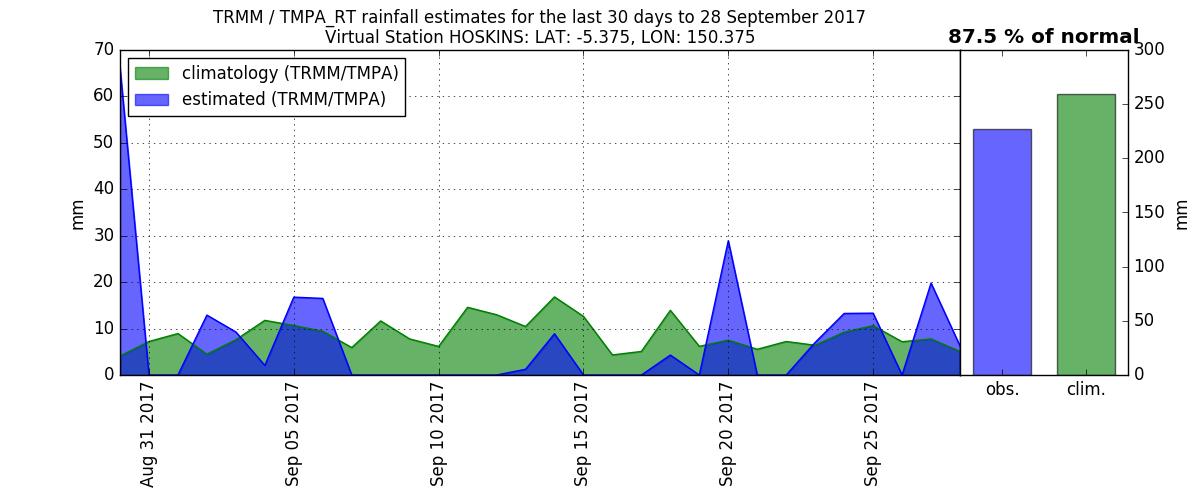 TRMM / TMPA_RT rainfall estimates for the last 30 days to 28 September 2017
Virtual Station HOSKINS: LAT: -5.375, LON: 150.375
87.5 % of normal
climatology (TRMM/TMPA)
estimated (TRMM/TMPA)
70
60
50
40
30
20
10
0
mm
300
250
200
150
100
50
0
mm
Aug 31 2017
Sep 05 2017
Sep 10 2017
Sep 15 2017
Sep 20 2017
Sep 25 2017
obs.
clim.